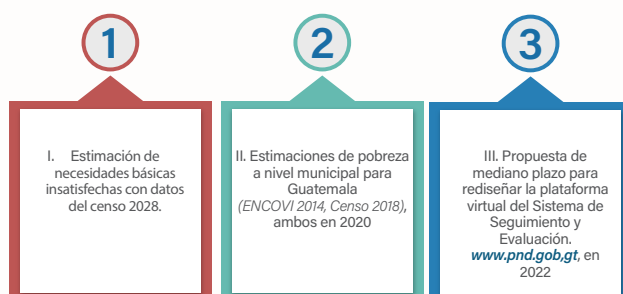 1
I. Estimación de
necesidades básicas
insatisfechas con datos
del censo 2028.
2
II. Estimaciones de pobreza
a nivel municipal para
Guatemala
(ENCOVI 2014, Censo 2018),
ambos en 2020
3
III. Propuesta de
mediano plazo para
rediseñar la plataforma
virtual del Sistema de
Seguimiento y
Evaluación.
www.pnd.gob,gt, en
2022